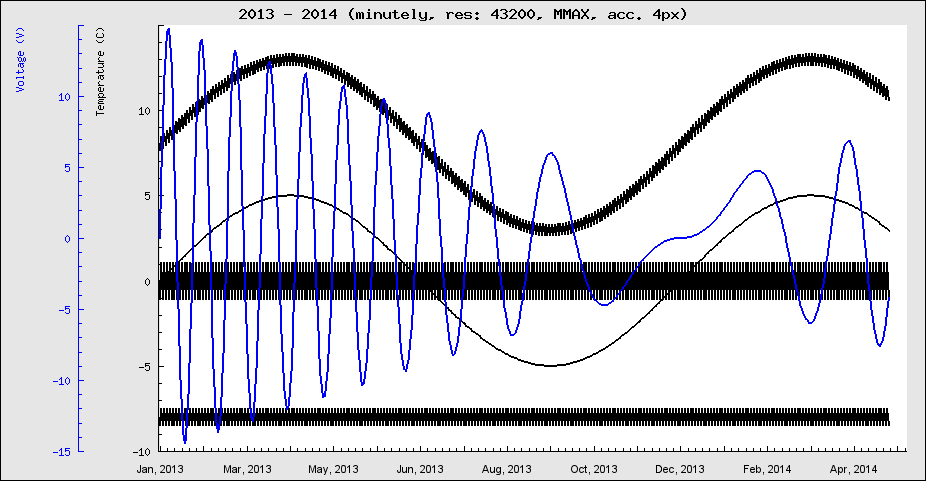 2013 - 2014 (minutely, res: 43200, MMAX, acc. 4px)
Voltage (V)
Temperature (C)
10
5
0
-5
-10
-15
10
5
0
-5
-10
Jan, 2013 Mar, 2013 May, 2013 Jun, 2013 Aug, 2013 Oct, 2013 Dec, 2013 Feb, 2014 Apr, 2014